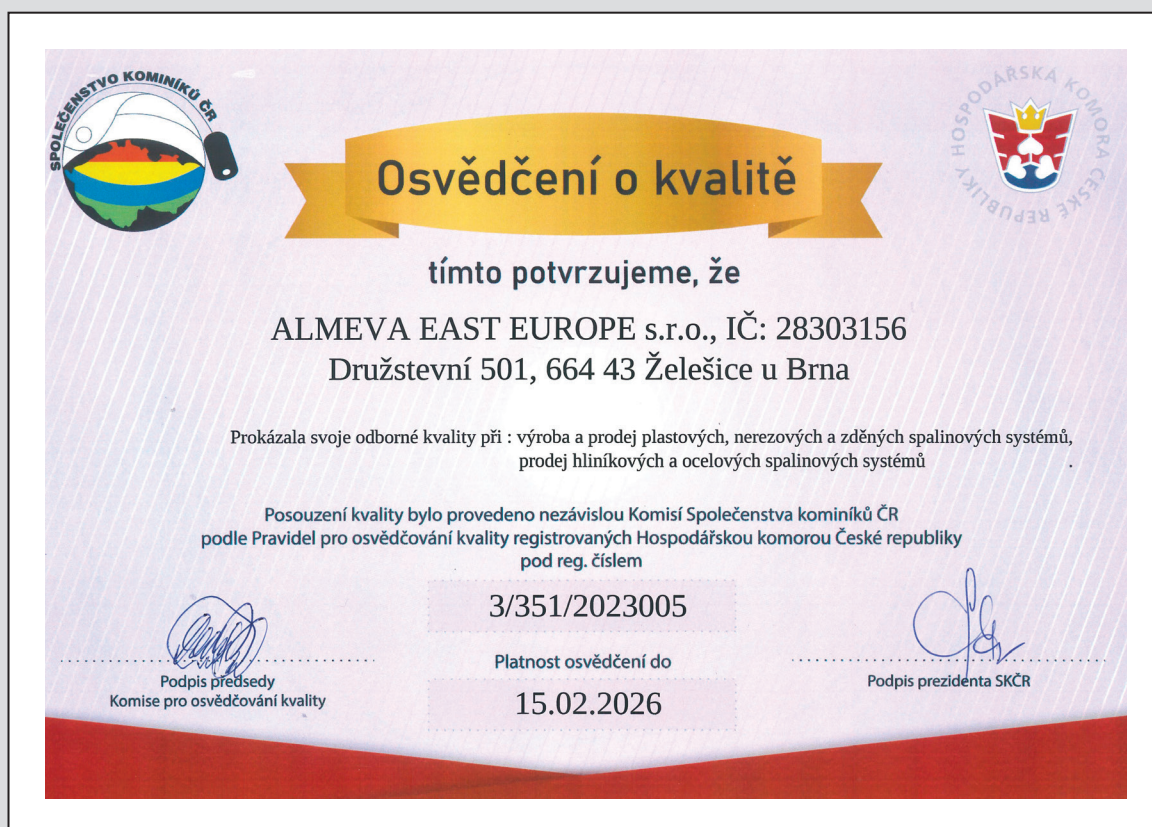 SPOLEČENSTVO KOMINÍKŮ ČR
HOSPODÁŘSKÁ KOMORA ČESKÉ REPUBLIKY
Osvědčení o kvalitě
tímto potvrzujeme, že
ALMEVA EAST EUROPE s.r.o., IČ: 28303156
Družstevní 501, 664 43 Želešice u Brna
Prokázala svoje odborné kvality při : výroba a prodej plastových, nerezových a zděných spalinových systémů,
prodej hliníkových a ocelových spalinových systémů .
Posouzení kvality bylo provedeno nezávislou Komisí Společenstva kominíků ČR
podle Pravidel pro osvědčování kvality registrovaných Hospodářskou komorou České republiky
pod reg. číslem
3/351/2023005
Platnost osvědčení do
15.02.2026
Podpis předsedy
Komise pro osvědčování kvality
Podpis prezidenta SKČR